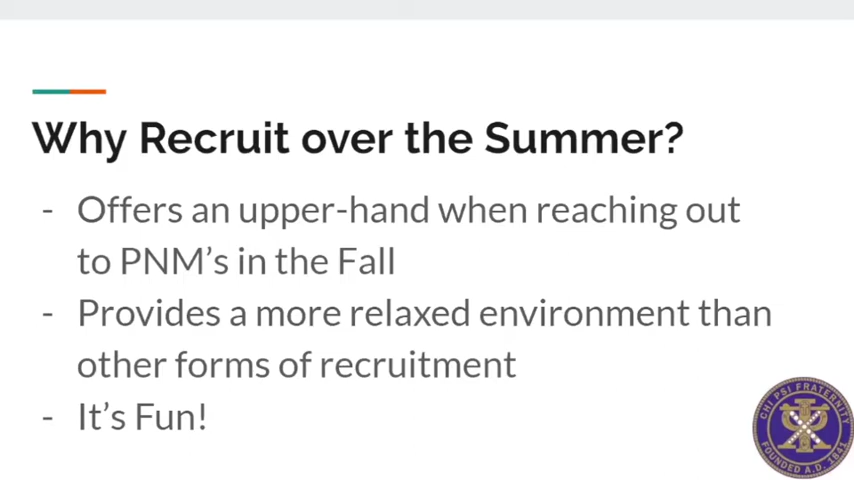 Why Recruit over the Summer?
- Offers an upper-hand when reaching out
to PNM's in the Fall
- Provides a more relaxed environment than
other forms of recruitment
- It's Fun!
CHI PSI FRATERNITY
FOUNDED A.D. 1841